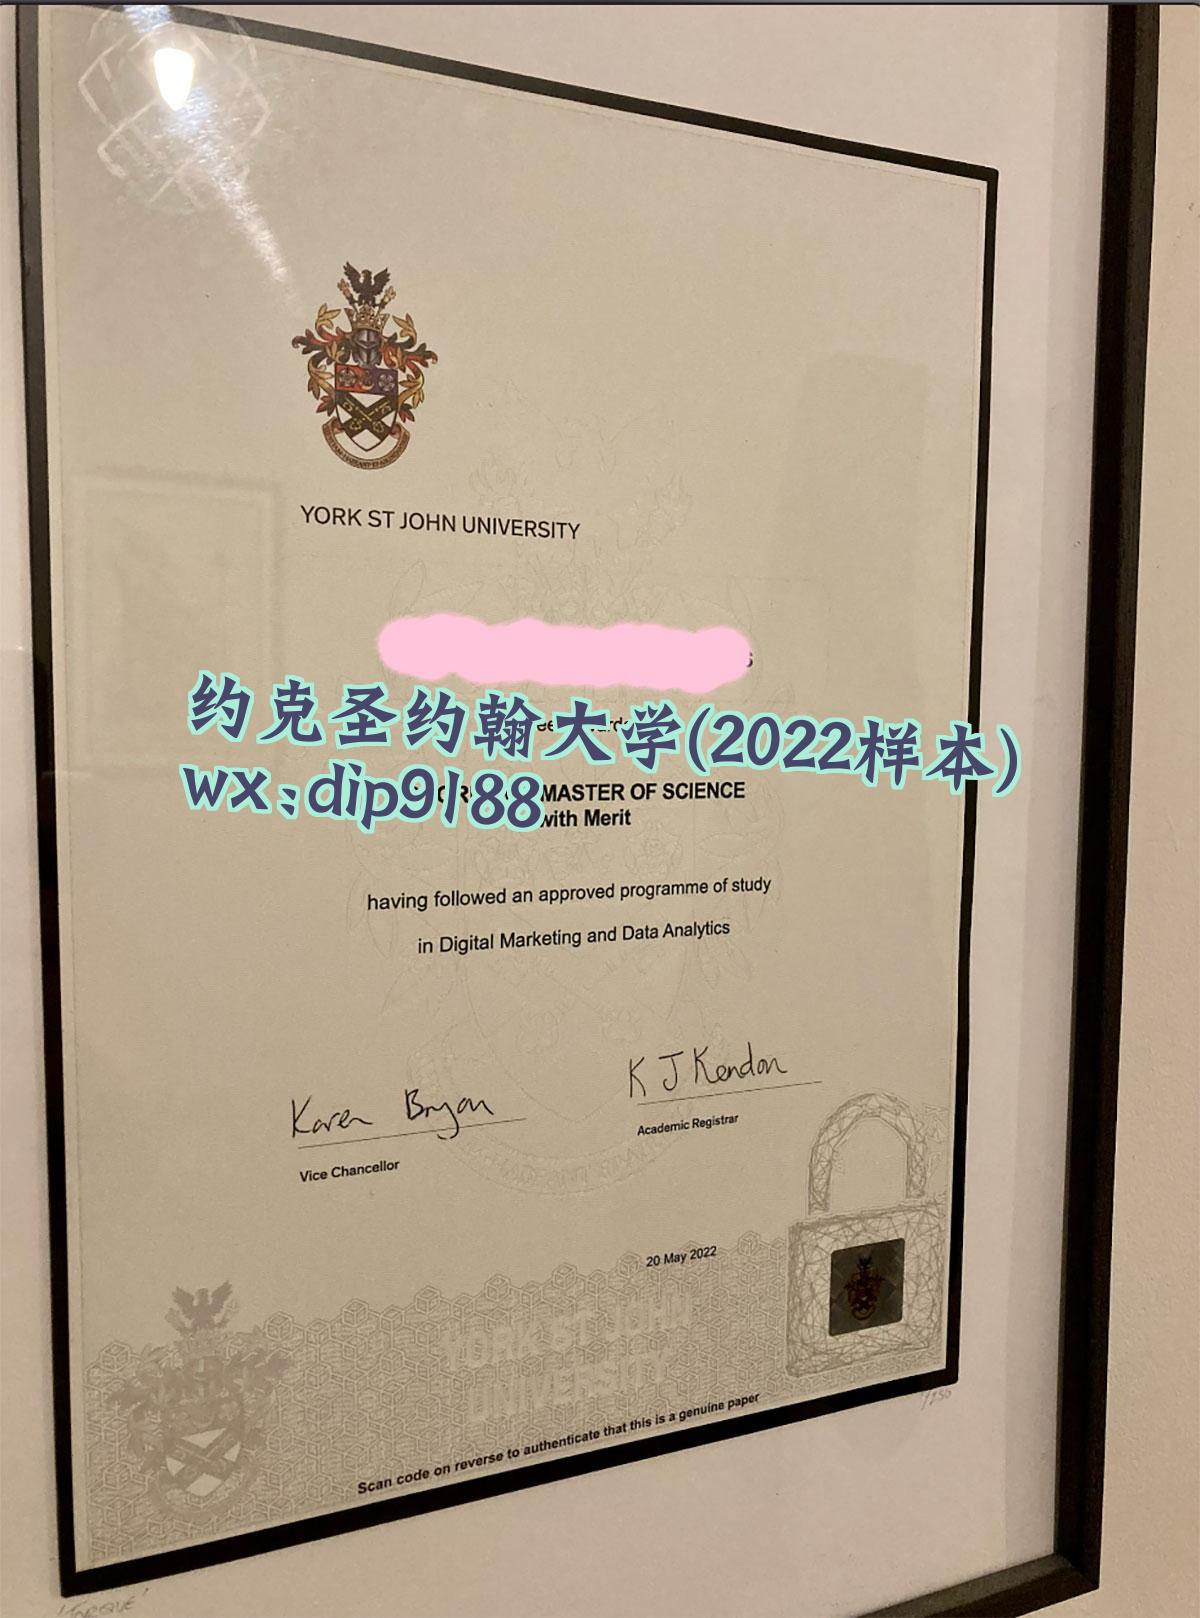 YORK ST JOHN UNIVERSITY
约克圣约翰大学(2022样本)
wx:dip9188
MASTER OF SCIENCE
with Merit
having followed an approved programme of study
in Digital Marketing and Data Analytics
Karen Bryan
K J Kendon
Vice Chancellor
Academic Registrar
20 May 2022
YORK ST JOHN
UNIVERSITY
Scan code on reverse to authenticate that this is a genuine paper